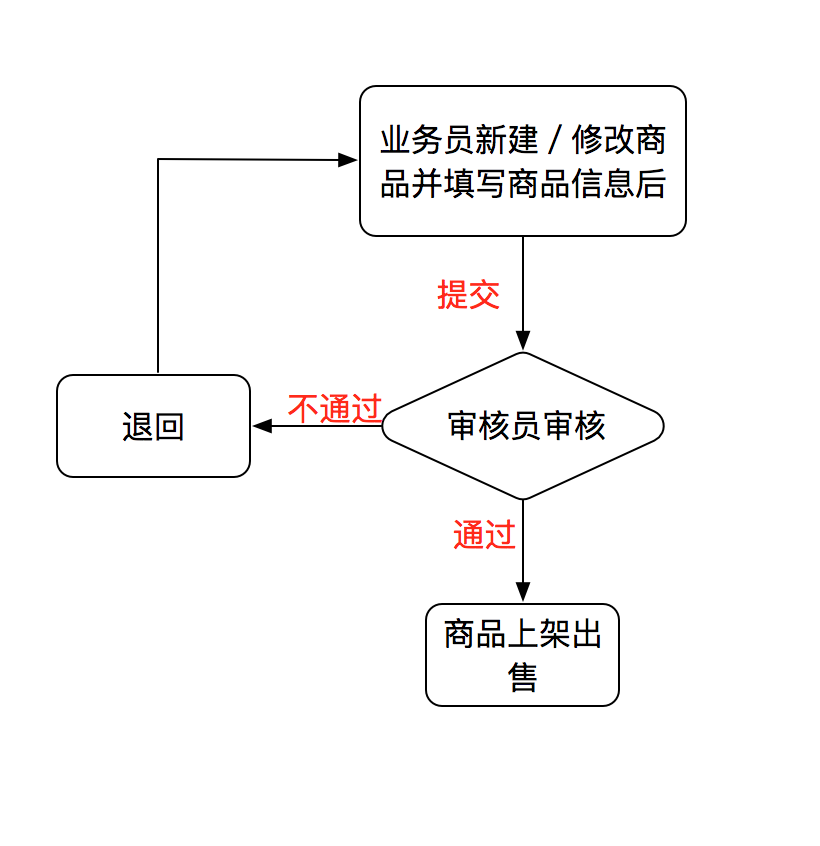 业务员新建 / 修改商
品并填写商品信息后
提交
不通过
退回
审核员审核
通过
商品上架出
售